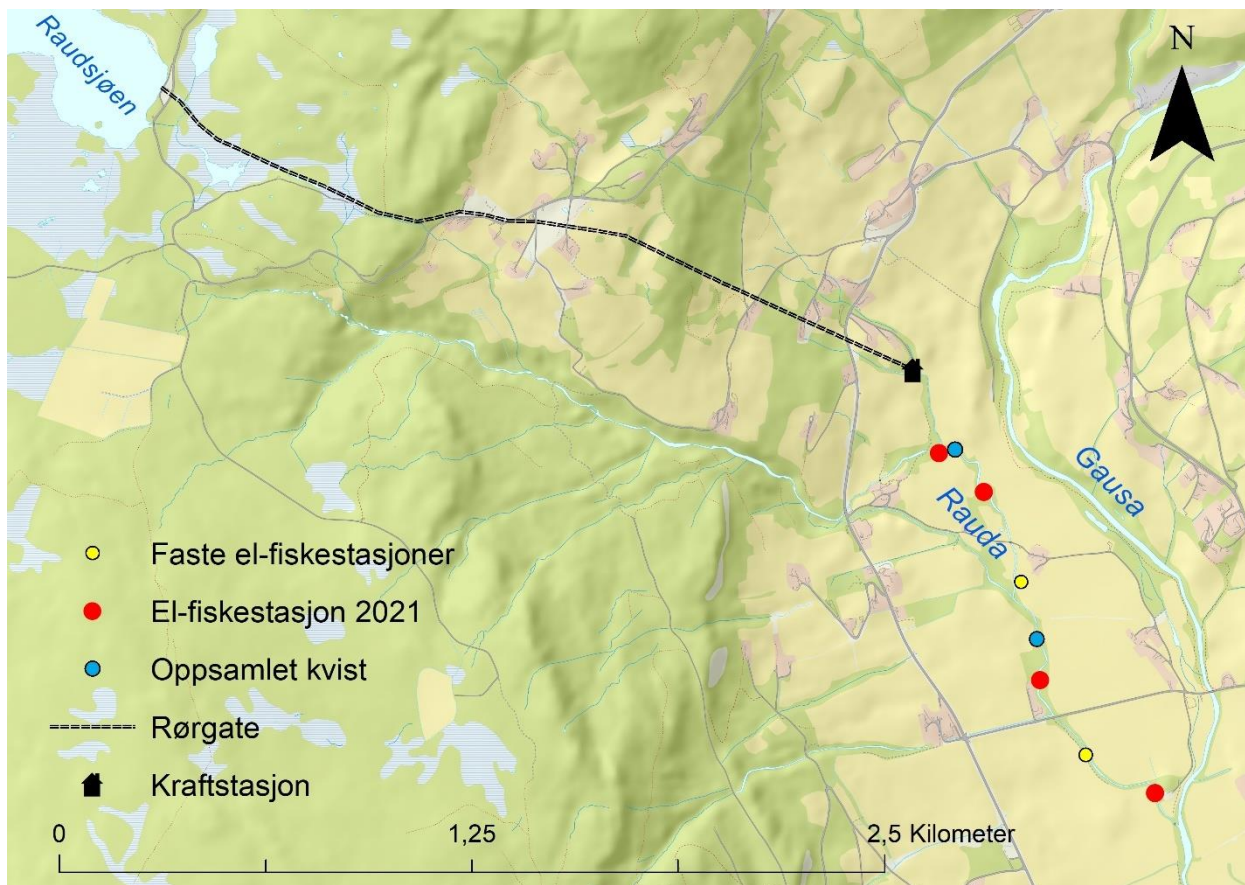 Raudsjøen
N
Gausa
Rauda
Faste el-fiskestasjoner
El-fiskestasjon 2021
Oppsamlet kvist
Rørgate
Kraftstasjon
0
1,25
2,5 Kilometer